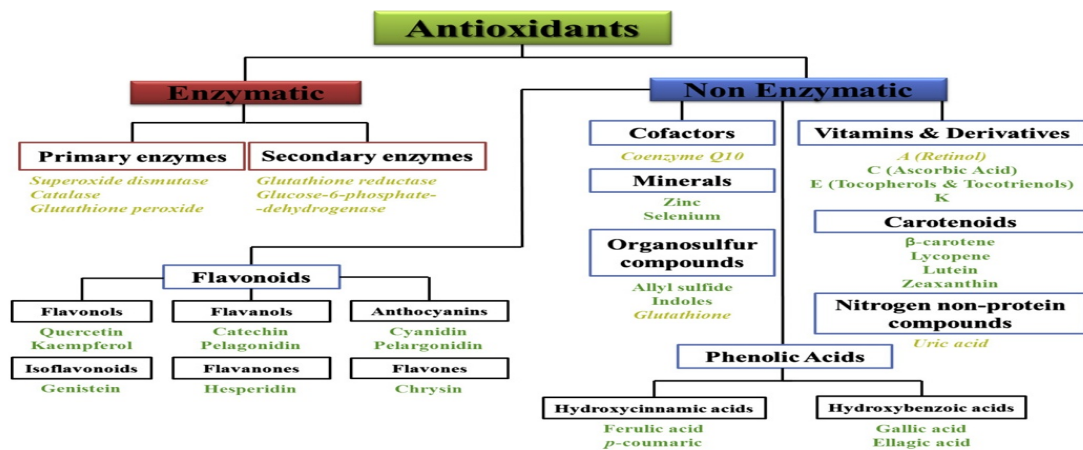 Antioxidants
Enzymatic
Non Enzymatic
Primary enzymes
Superoxide dismutase
Catalase
Glutathione peroxide
Secondary enzymes
Glutathione reductase
Glucose-6-phosphate-
-dehydrogenase
Cofactors
Coenzyme Q10
Minerals
Zinc
Selenium
Organosulfur
compounds
Allyl sulfide
Indoles
Glutathione
Vitamins & Derivatives
A (Retinol)
C (Ascorbic Acid)
E (Tocopherols & Tocotrienols)
K
Carotenoids
β-carotene
Lycopene
Lutein
Zeaxanthin
Nitrogen non-protein
compounds
Uric acid
Flavonoids
Flavonols
Quercetin
Kaempferol
Flavanols
Catechin
Pelagonidin
Anthocyanins
Cyanidin
Pelargonidin
Isoflavonoids
Genistein
Flavanones
Hesperidin
Flavones
Chrysin
Phenolic Acids
Hydroxycinnamic acids
Ferulic acid
p-coumaric
Hydroxybenzoic acids
Gallic acid
Ellagic acid